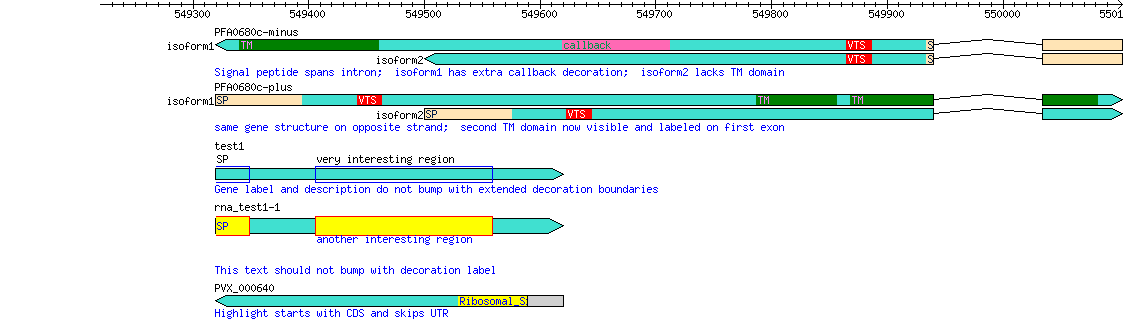 549300 549400 549500 549600 549700 549800 549900 550000 5501
PFA0680c-minus
isoform1 TM callback VTS S
isoform2 VTS S
Signal peptide spans intron; isoform1 has extra callback decoration; isoform2 lacks TM domain
PFA0680c-plus
isoform1 SP VTS TM TM
isoform2 SP VTS
same gene structure on opposite strand; second TM domain now visible and labeled on first exon
test1
SP very interesting region
Gene label and description do not bump with extended decoration boundaries
rna_test1-1
SP
another interesting region
This text should not bump with decoration label
PVX_000640
Ribosomal_S
Highlight starts with CDS and skips UTR